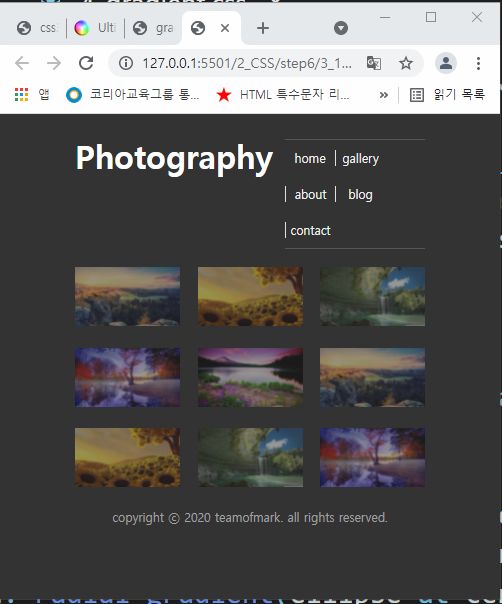 css
Ulti
gra
127.0.0.1:5501/2_CSS/step6/3_1...
앱 코리아교육그룹 통... HTML 특수문자 리... » 읽기 목록
Photography
home gallery
about blog
contact
copyright ⓒ 2020 teamofmark. all rights reserved.